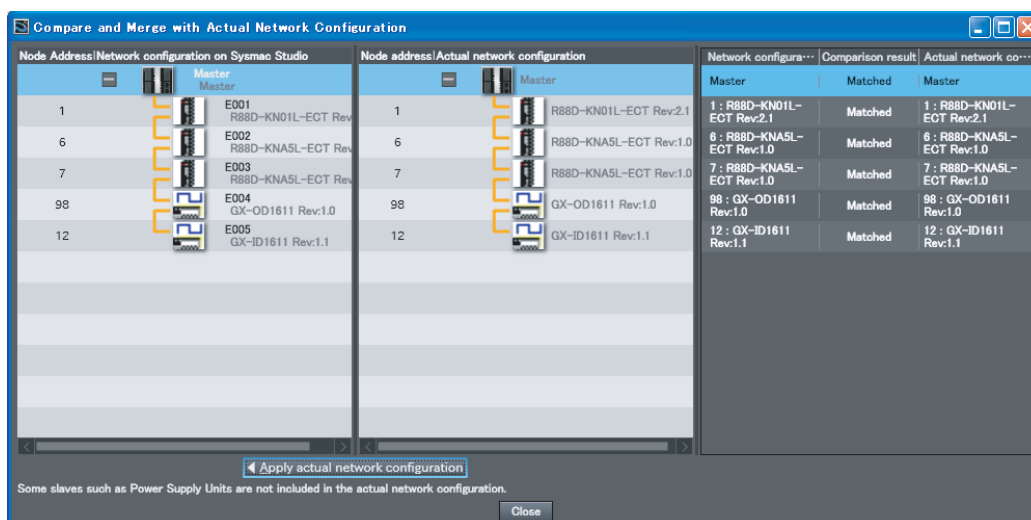 Compare and Merge with Actual Network Configuration
Node Address|Network configuration on Sysmac Studio
Master
Master
1
E001
R88D-KN01L-ECT Rev
6
E002
R88D-KNA5L-ECT Rev
7
E003
R88D-KNA5L-ECT Rev
98
E004
GX-OD1611 Rev:1.0
12
E005
GX-ID1611 Rev:1.1
Node address|Actual network configuration
Master
1
R88D-KN01L-ECT Rev:2.1
6
R88D-KNA5L-ECT Rev:1.0
7
R88D-KNA5L-ECT Rev:1.0
98
GX-OD1611 Rev:1.0
12
GX-ID1611 Rev:1.1
Network configura··· Comparison result Actual network co···
Master Matched Master
1 : R88D-KN01L-
ECT Rev:2.1
Matched
1 : R88D-KN01L-
ECT Rev:2.1
6 : R88D-KNA5L-
ECT Rev:1.0
Matched
6 : R88D-KNA5L-
ECT Rev:1.0
7 : R88D-KNA5L-
ECT Rev:1.0
Matched
7 : R88D-KNA5L-
ECT Rev:1.0
98 : GX-OD1611
Rev:1.0
Matched
98 : GX-OD1611
Rev:1.0
12 : GX-ID1611
Rev:1.1
Matched
12 : GX-ID1611
Rev:1.1
Apply actual network configuration
Some slaves such as Power Supply Units are not included in the actual network configuration.
Close